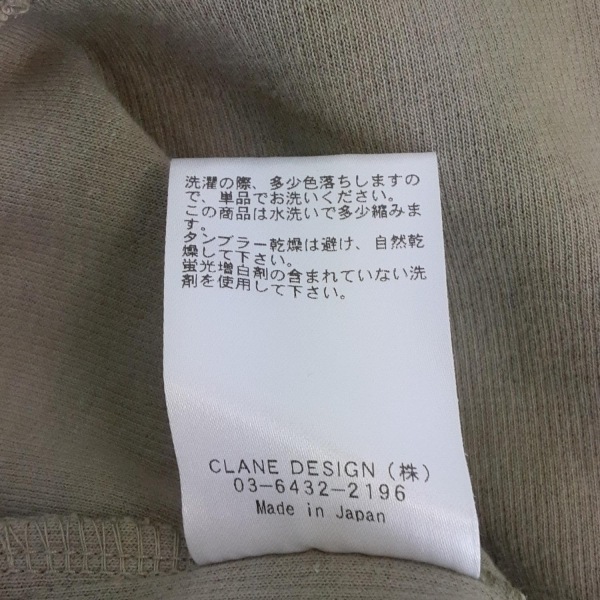 洗濯の際、多少色落ちしますの
で、単品でお洗いください。
この商品は水洗いで多少縮みま
す。
タンブラー乾燥は避け、自然乾
燥して下さい。
蛍光増白剤の含まれていない洗
剤を使用して下さい。
CLANE DESIGN (株)
03-6432-2196
Made in Japan